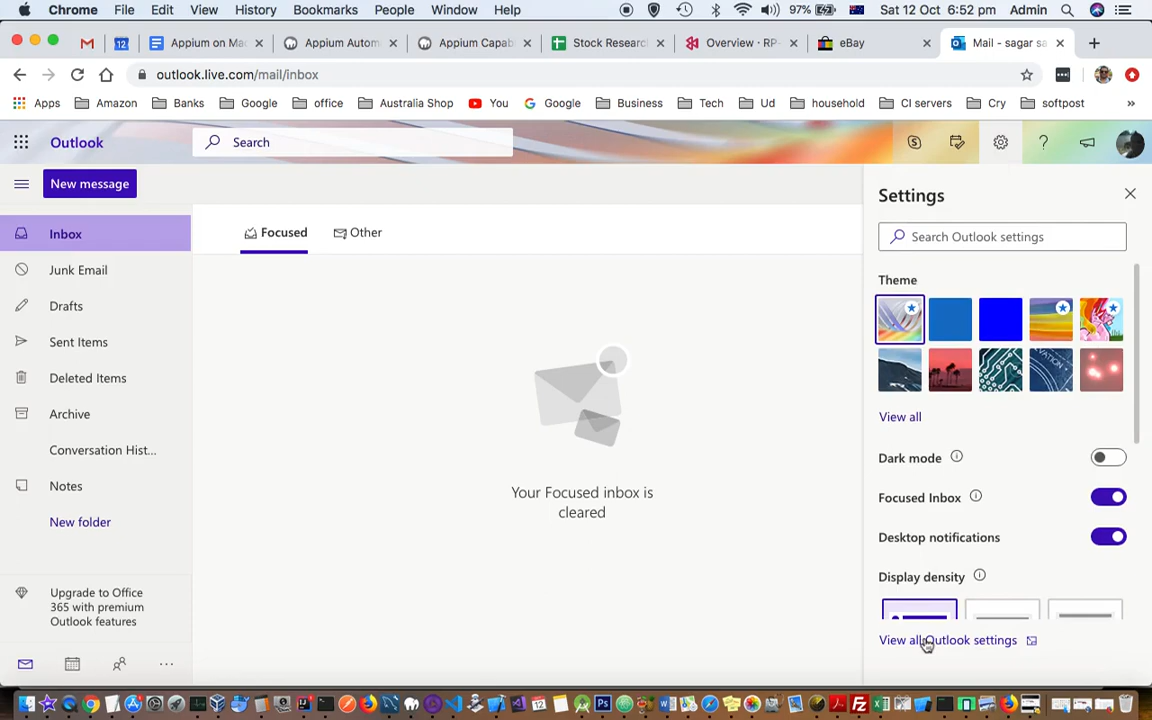 Chrome File Edit View History Bookmarks People Window Help 97% Sat 12 Oct 6:52 pm Admin
12 Appium on Mac Appium Autom Appium Capab Stock Researc Overview - RP- eBay Mail - sagar sa
outlook.live.com/mail/inbox
Apps Amazon Banks Google office Australia Shop You Google Business Tech Ud household CI servers Cry softpost »
Outlook Search ?
New message
Settings
Inbox
Focused Other
Search Outlook settings
Junk Email
Theme
Drafts
Sent Items
Deleted Items
Archive
View all
Conversation Hist...
Dark mode
Notes
Your Focused inbox is
cleared
Focused Inbox
New folder
Desktop notifications
Display density
Upgrade to Office
365 with premium
Outlook features
View all Outlook settings